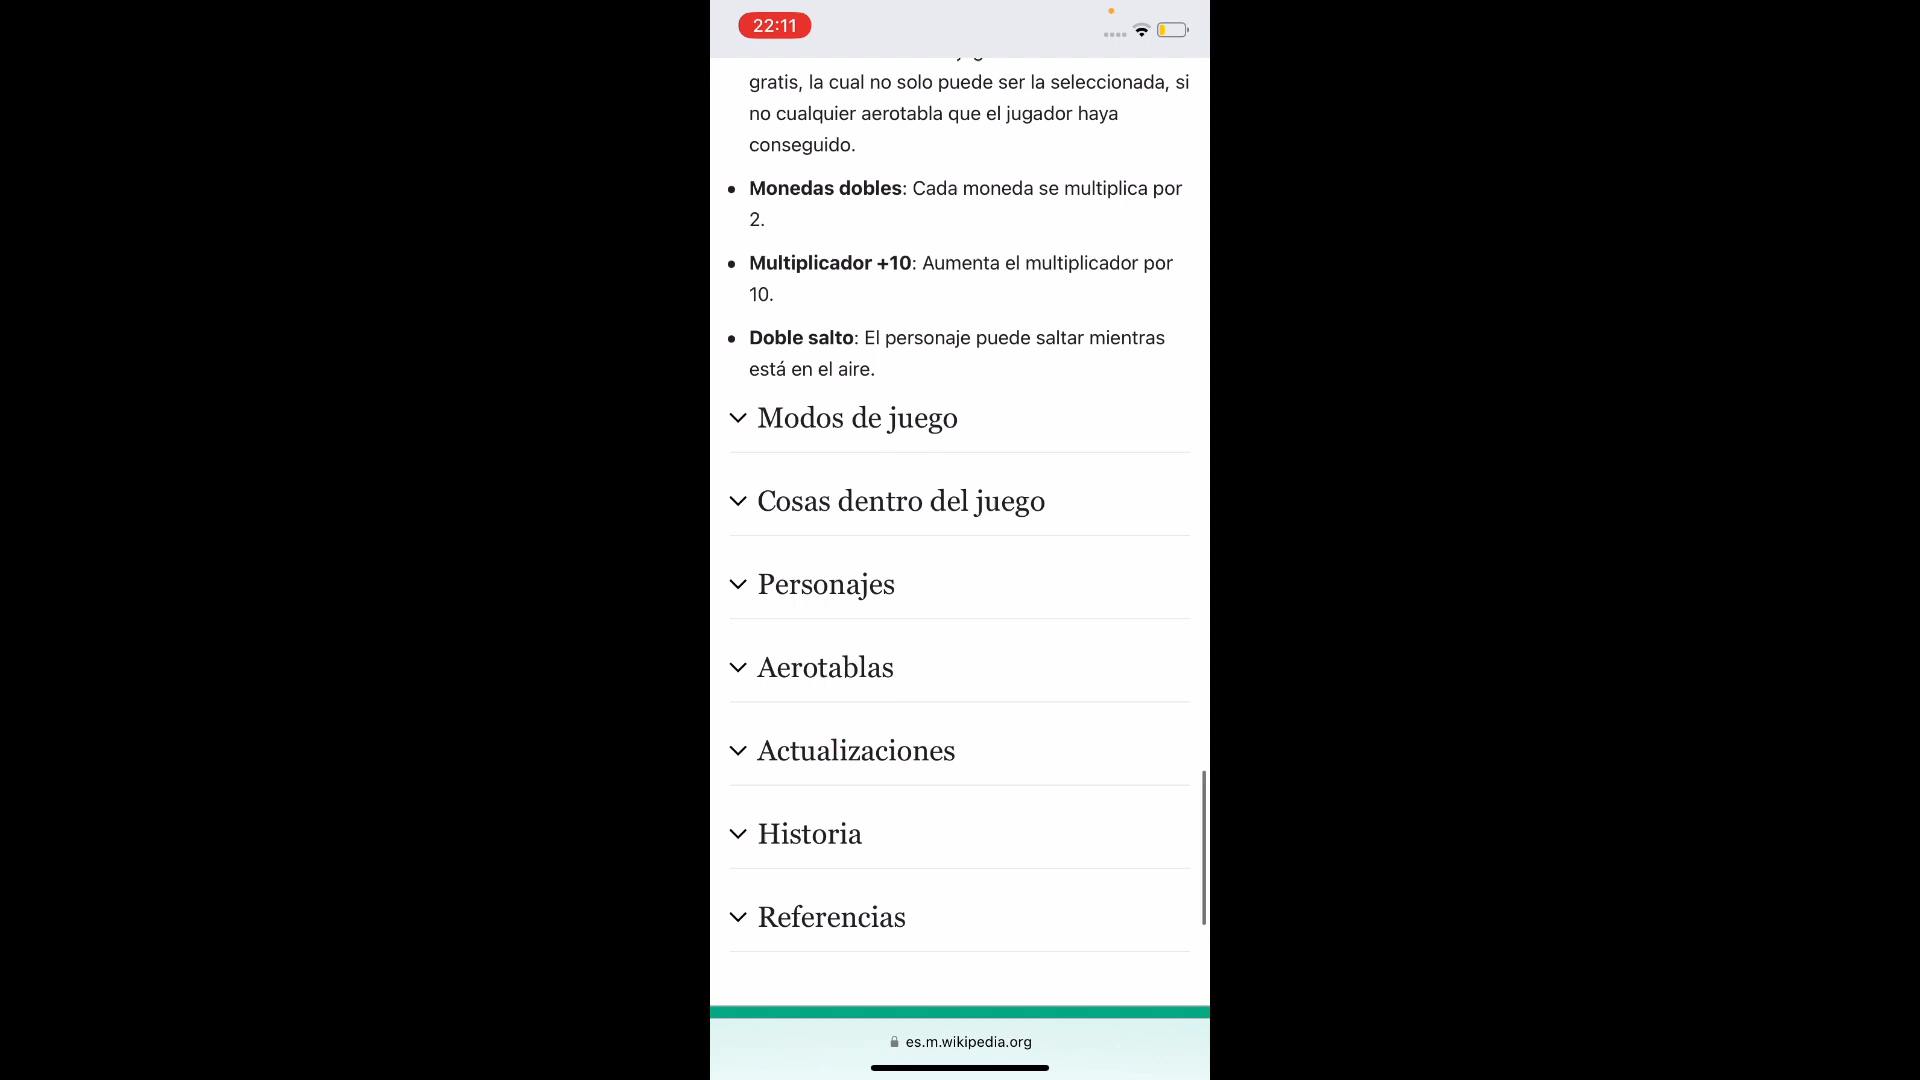 22:11
gratis, la cual no solo puede ser la seleccionada, si
no cualquier aerotabla que el jugador haya
conseguido.
• Monedas dobles: Cada moneda se multiplica por
2.
• Multiplicador +10: Aumenta el multiplicador por
10.
• Doble salto: El personaje puede saltar mientras
está en el aire.
Modos de juego
Cosas dentro del juego
Personajes
Aerotablas
Actualizaciones
Historia
Referencias
es.m.wikipedia.org